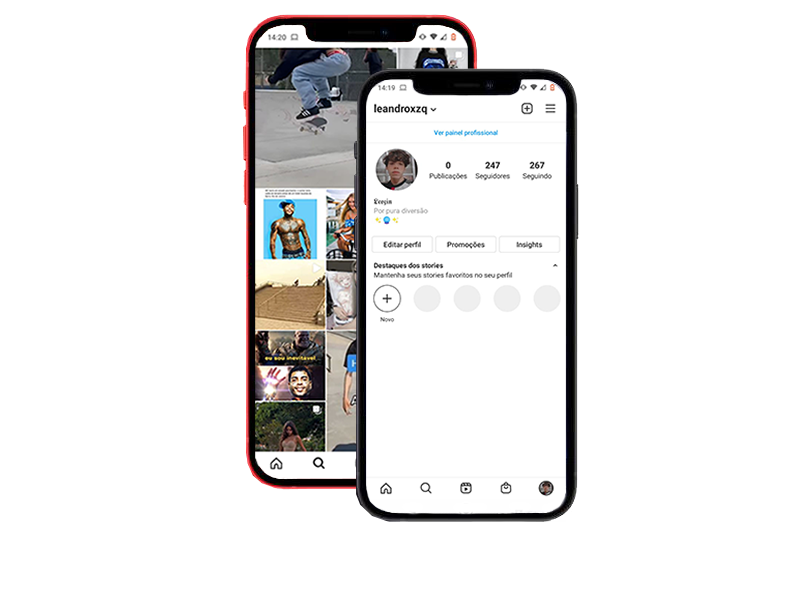 14:20
eu sou inevitável...
14:19
leandroxzq
Ver painel profissional
0 247 267
Publicações Seguidores Seguindo
Por pura diversão
Editar perfil Promoções Insights
Destaques dos stories
Mantenha seus stories favoritos no seu perfil
Novo